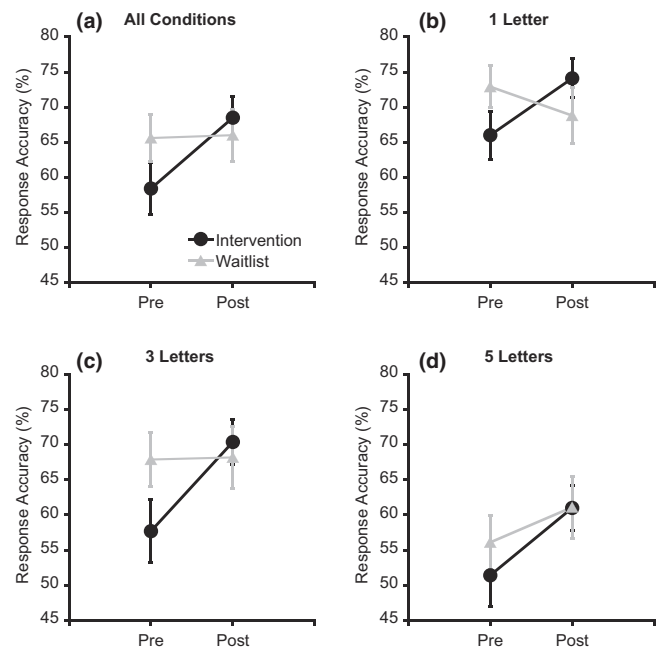 (a) All Conditions
80
75
70
65
60
55
50
45
Response Accuracy (%)
Intervention
Waitlist
Pre Post
(b) 1 Letter
80
75
70
65
60
55
50
45
Response Accuracy (%)
Pre Post
(c) 3 Letters
80
75
70
65
60
55
50
45
Response Accuracy (%)
Pre Post
(d) 5 Letters
80
75
70
65
60
55
50
45
Response Accuracy (%)
Pre Post